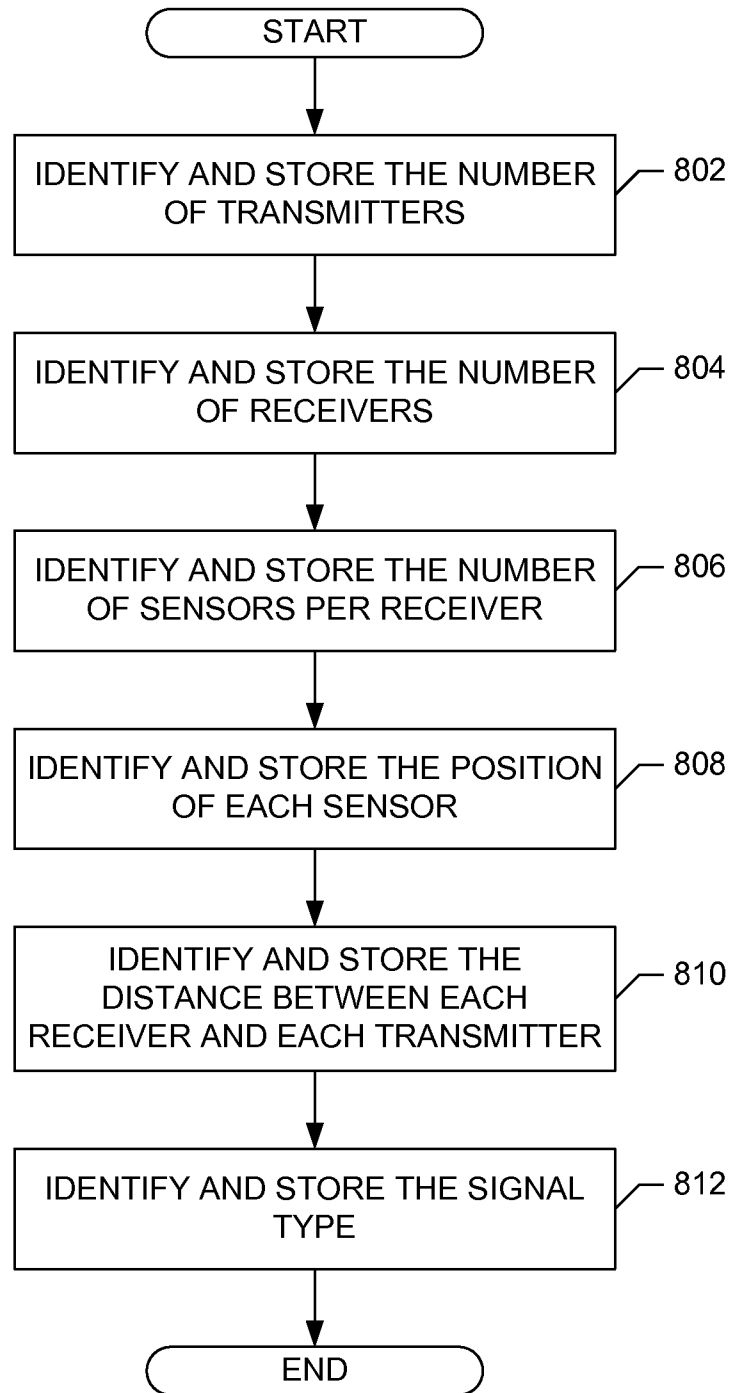 START
IDENTIFY AND STORE THE NUMBER
OF TRANSMITTERS
802
IDENTIFY AND STORE THE NUMBER
OF RECEIVERS
804
IDENTIFY AND STORE THE NUMBER
OF SENSORS PER RECEIVER
806
IDENTIFY AND STORE THE POSITION
OF EACH SENSOR
808
IDENTIFY AND STORE THE
DISTANCE BETWEEN EACH
RECEIVER AND EACH TRANSMITTER
810
IDENTIFY AND STORE THE SIGNAL
TYPE
812
END